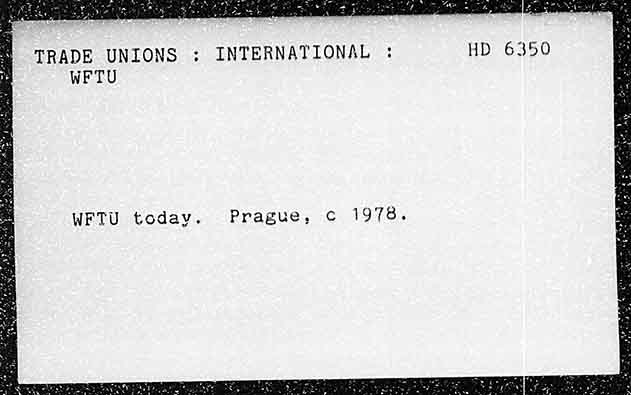 TRADE UNIONS : INTERNATIONAL : HD 6350
WFTU
WFTU today. Prague, c 1978.